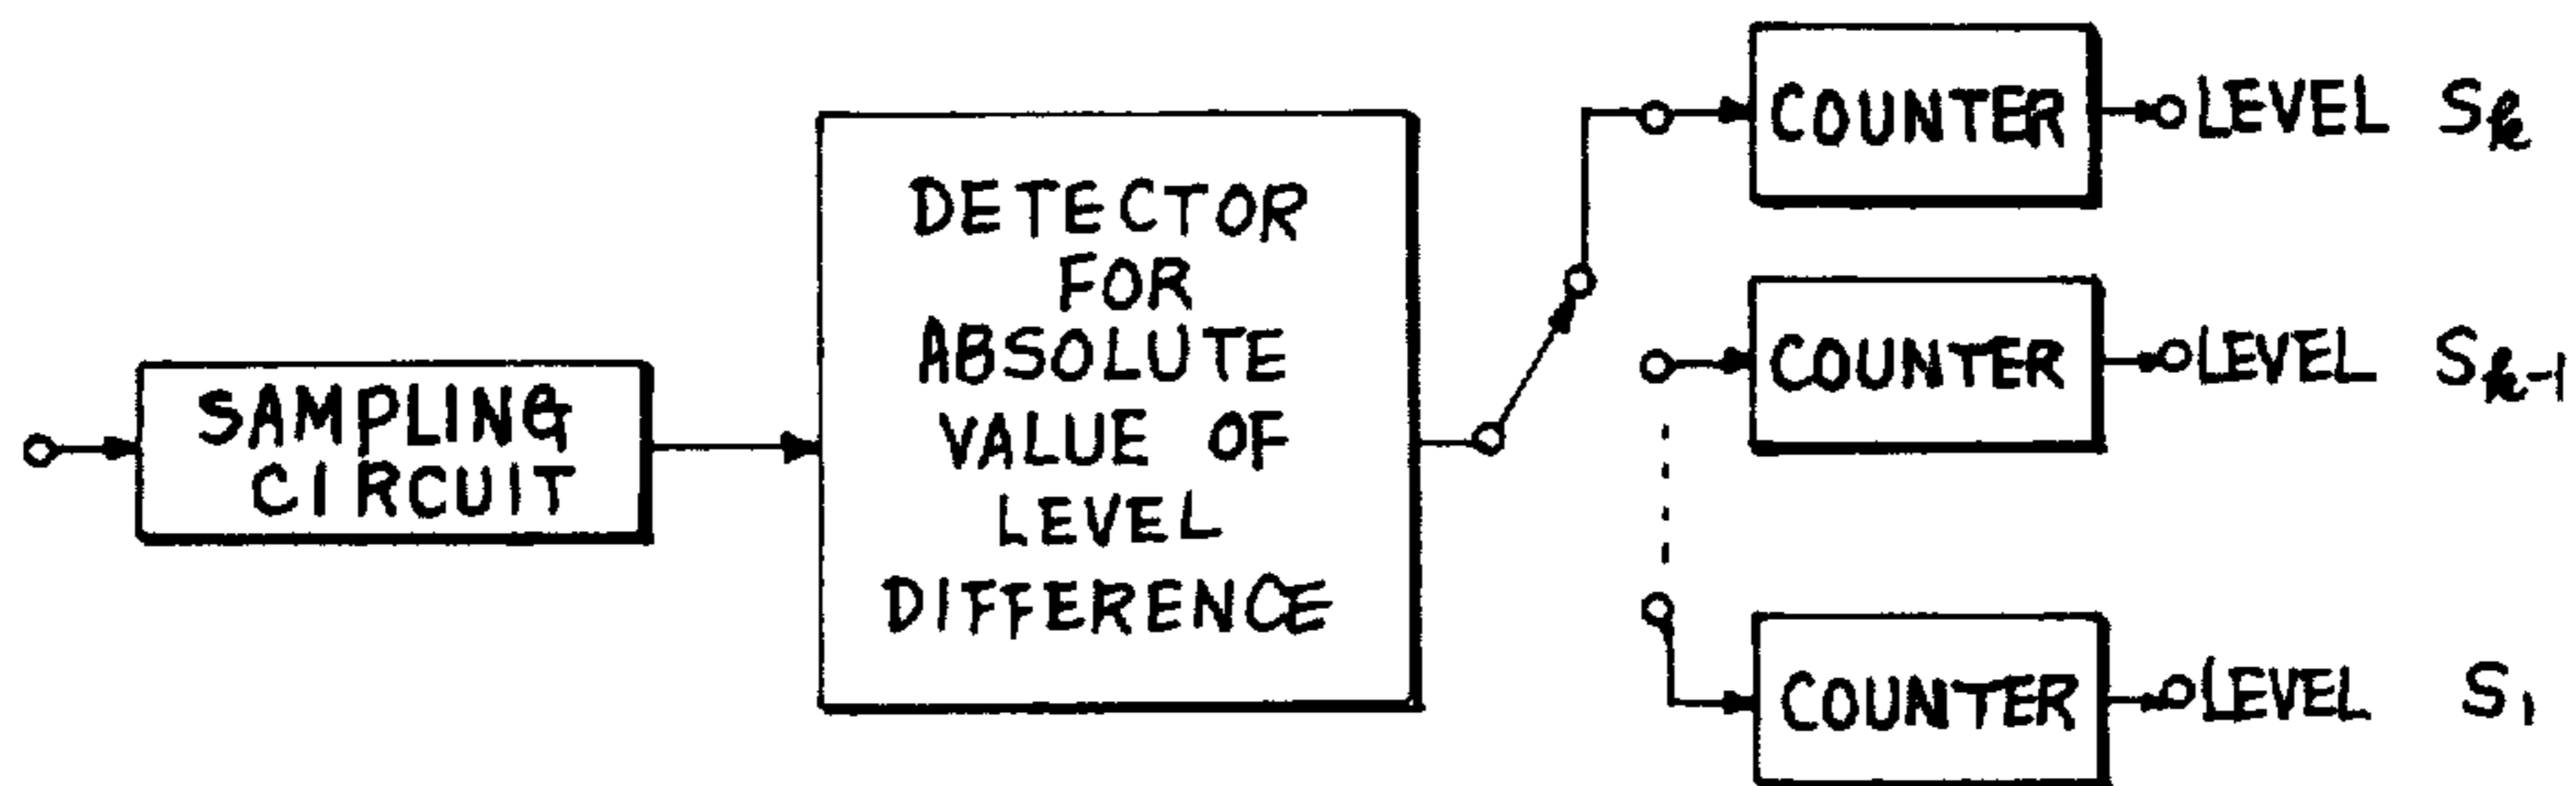 SAMPLING
CIRCUIT
DETECTOR
FOR
ABSOLUTE
VALUE OF
LEVEL
DIFFERENCE
COUNTER
LEVEL Sk
COUNTER
LEVEL Sk-1
COUNTER
LEVEL S1